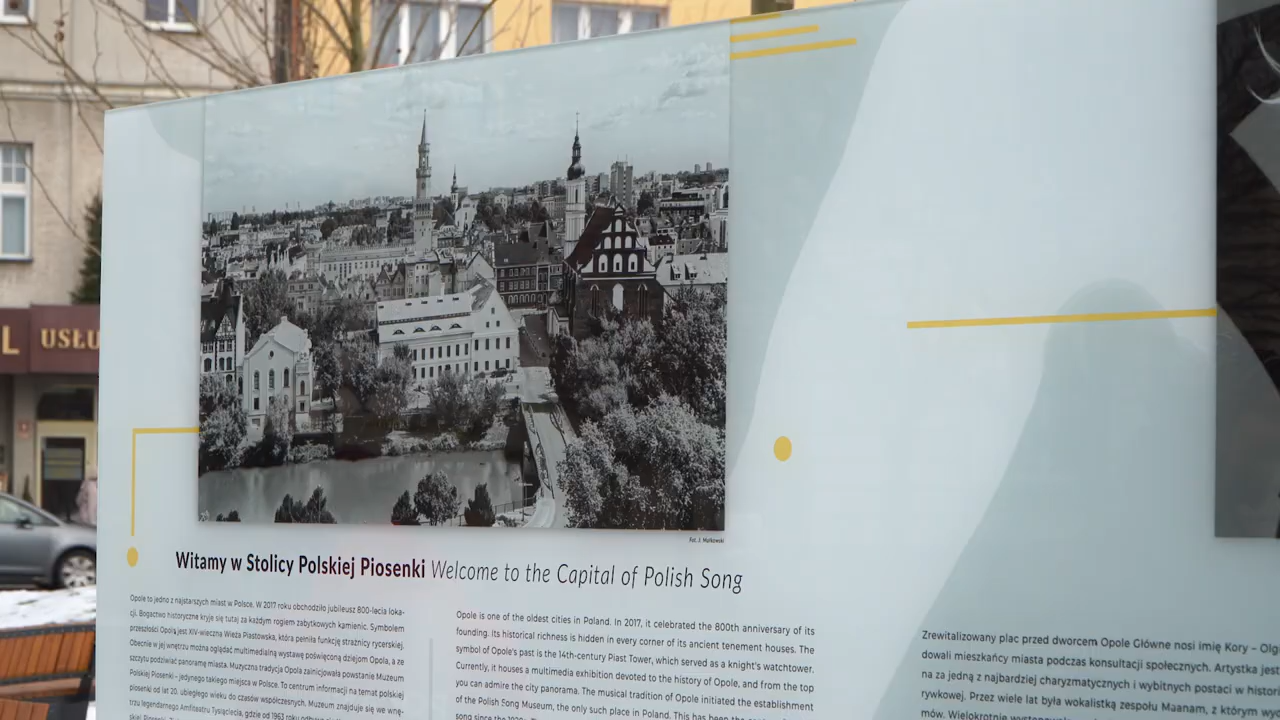 L USŁU
Fot. J. Małkowski
Witamy w Stolicy Polskiej Piosenki Welcome to the Capital of Polish Song
Opole to jedno z najstarszych miast w Polsce. W 2017 roku obchodziło jubileusz 800-lecia loka-
cji. Bogactwo historyczne kryje się tutaj za każdym rogiem zabytkowych kamienic. Symbolem
przeszłości Opola jest XIV-wieczna Wieża Piastowska, która pełniła funkcję strażnicy rycerskiej.
Obecnie w jej wnętrzu można oglądać multimedialną wystawę poświęconą dziejom Opola, a ze
szczytu podziwiać panoramę miasta. Muzyczna tradycja Opola zainicjowała powstanie Muzeum
Polskiej Piosenki – jedynego takiego miejsca w Polsce. To centrum informacji na temat polskiej
piosenki od lat 20. ubiegłego wieku do czasów współczesnych. Muzeum znajduje się we wnę-
trzu legendarnego Amfiteatru Tysiąclecia, gdzie od 1963 roku odbywa
Opole is one of the oldest cities in Poland. In 2017, it celebrated the 800th anniversary of its
founding. Its historical richness is hidden in every corner of its ancient tenement houses. The
symbol of Opole's past is the 14th-century Piast Tower, which served as a knight's watchtower.
Currently, it houses a multimedia exhibition devoted to the history of Opole, and from the top
you can admire the city panorama. The musical tradition of Opole initiated the establishment
of the Polish Song Museum, the only such place in Poland. This has been the
song since the 1920s.
Zrewitalizowany plac przed dworcem Opole Główne nosi imię Kory – Olg
dowali mieszkańcy miasta podczas konsultacji społecznych. Artystka jest
na za jedną z najbardziej charyzmatycznych i wybitnych postaci w histori
rywkowej. Przez wiele lat była wokalistką zespołu Maanam, z którym wyd
mów. Wielokrotnie